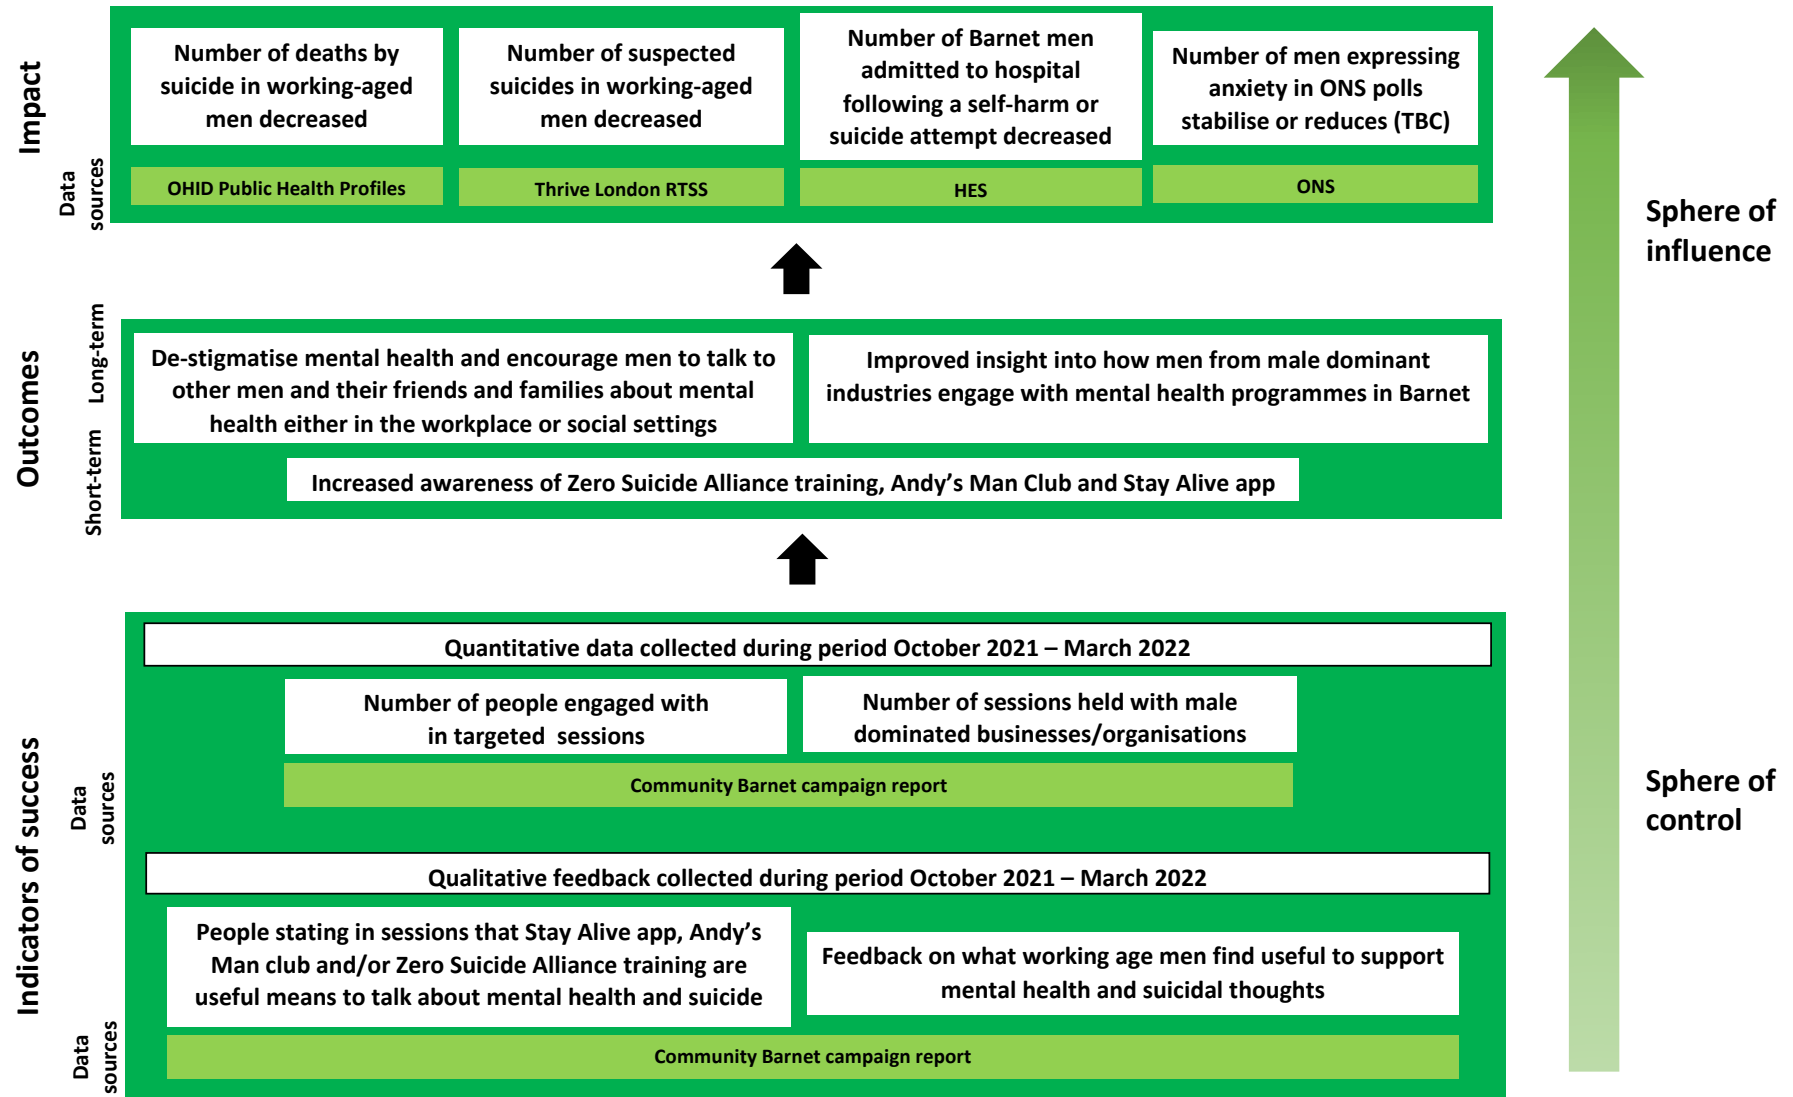 Impact
Data
sources
Number of deaths by
suicide in working-aged
men decreased
OHID Public Health Profiles
Number of suspected
suicides in working-aged
men decreased
Thrive London RTSS
Number of Barnet men
admitted to hospital
following a self-harm or
suicide attempt decreased
HES
Number of men expressing
anxiety in ONS polls
stabilise or reduces (TBC)
ONS
Sphere of
influence
Outcomes
Long-term
De-stigmatise mental health and encourage men to talk to
other men and their friends and families about mental
health either in the workplace or social settings
Improved insight into how men from male dominant
industries engage with mental health programmes in Barnet
Short-term
Increased awareness of Zero Suicide Alliance training, Andy’s Man Club and Stay Alive app
Indicators of success
Quantitative data collected during period October 2021 – March 2022
Number of people engaged with
in targeted  sessions
Number of sessions held with male
dominated businesses/organisations
Data
sources
Community Barnet campaign report
Sphere of
control
Qualitative feedback collected during period October 2021 – March 2022
People stating in sessions that Stay Alive app, Andy’s
Man club and/or Zero Suicide Alliance training are
useful means to talk about mental health and suicide
Feedback on what working age men find useful to support
mental health and suicidal thoughts
Data
sources
Community Barnet campaign report